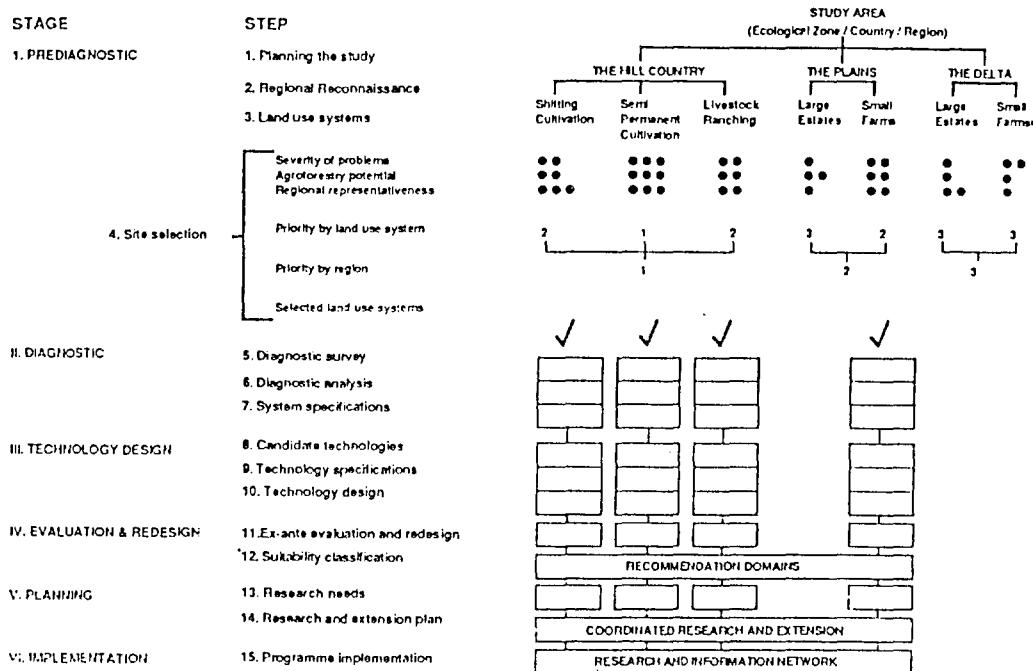 STAGE
STEP
STUDY AREA
(Ecological Zone / Country / Region)
1. PREDIAGNOSTIC
1. Planning the study
2. Regional Reconnaissance
3. Land use systems
THE HILL COUNTRY
THE PLAINS
THE DELTA
Shifting Cultivation
Semi Permanent Cultivation
Livestock Ranching
Large Estates
Small Farms
Large Estates
Small Farms
4. Site selection
Severity of problems
Agroforestry potential
Regional representativeness
Priority by land use system
2 1 2 3 2 3 3
Priority by region
1 2 3
Selected land use systems
II. DIAGNOSTIC
5. Diagnostic survey
6. Diagnostic analysis
7. System specifications
III. TECHNOLOGY DESIGN
8. Candidate technologies
9. Technology specifications
10. Technology design
IV. EVALUATION & REDESIGN
11. Ex-ante evaluation and redesign
12. Suitability classification
RECOMMENDATION DOMAINS
V. PLANNING
13. Research needs
14. Research and extension plan
COORDINATED RESEARCH AND EXTENSION
VI. IMPLEMENTATION
15. Programme implementation
RESEARCH AND INFORMATION NETWORK